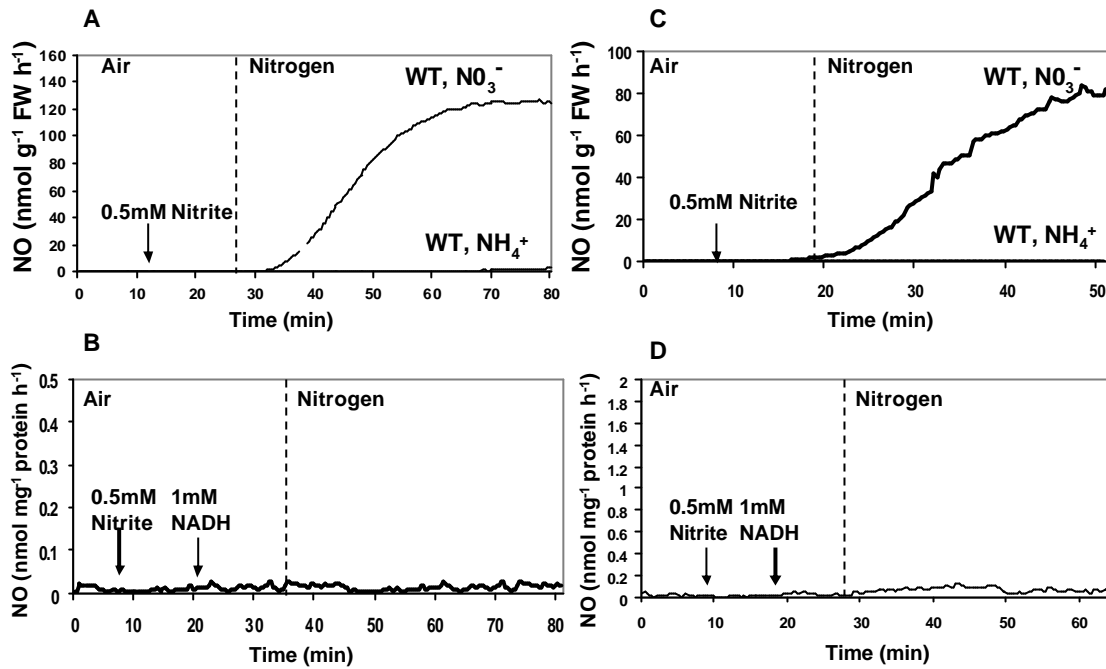 A
NO (nmol g⁻¹ FW h⁻¹)
160
140
120
100
80
60
40
20
0
Air
Nitrogen
WT, N0₃⁻
0.5mM Nitrite
WT, NH₄⁺
0 10 20 30 40 50 60 70 80
Time (min)
C
NO (nmol g⁻¹ FW h⁻¹)
100
80
60
40
20
0
Air
Nitrogen
WT, N0₃⁻
0.5mM Nitrite
WT, NH₄⁺
0 10 20 30 40 50
Time (min)
B
NO (nmol mg⁻¹ protein h⁻¹)
0.5
0.4
0.3
0.2
0.1
0
Air
Nitrogen
0.5mM 1mM
Nitrite NADH
0 10 20 30 40 50 60 70 80
Time (min)
D
NO (nmol mg⁻¹ protein h⁻¹)
2
1.8
1.6
1.4
1.2
1
0.8
0.6
0.4
0.2
0
Air
Nitrogen
0.5mM 1mM
Nitrite NADH
0 10 20 30 40 50 60
Time (min)